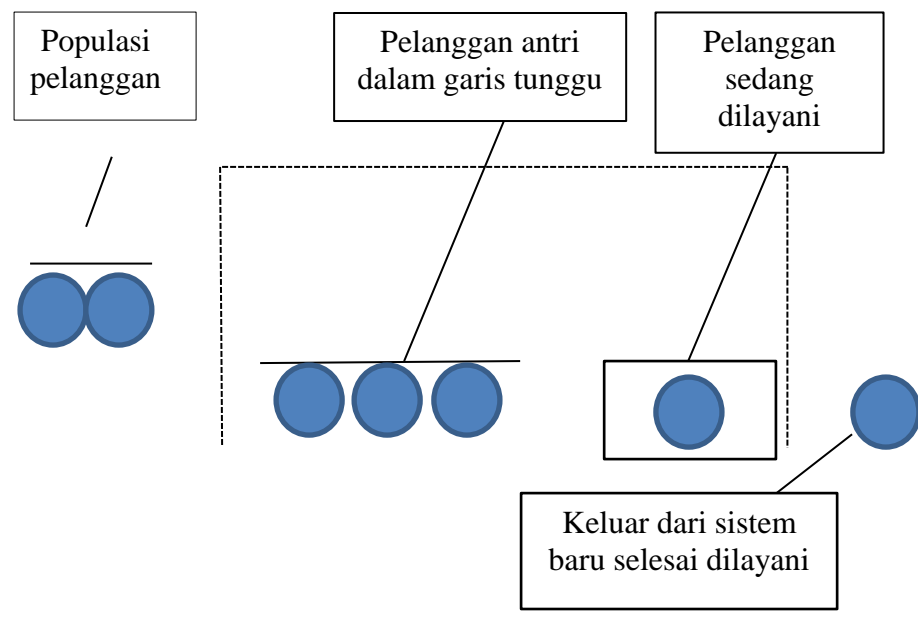 Populasi
pelanggan
Pelanggan antri
dalam garis tunggu
Pelanggan
sedang
dilayani
Keluar dari sistem
baru selesai dilayani